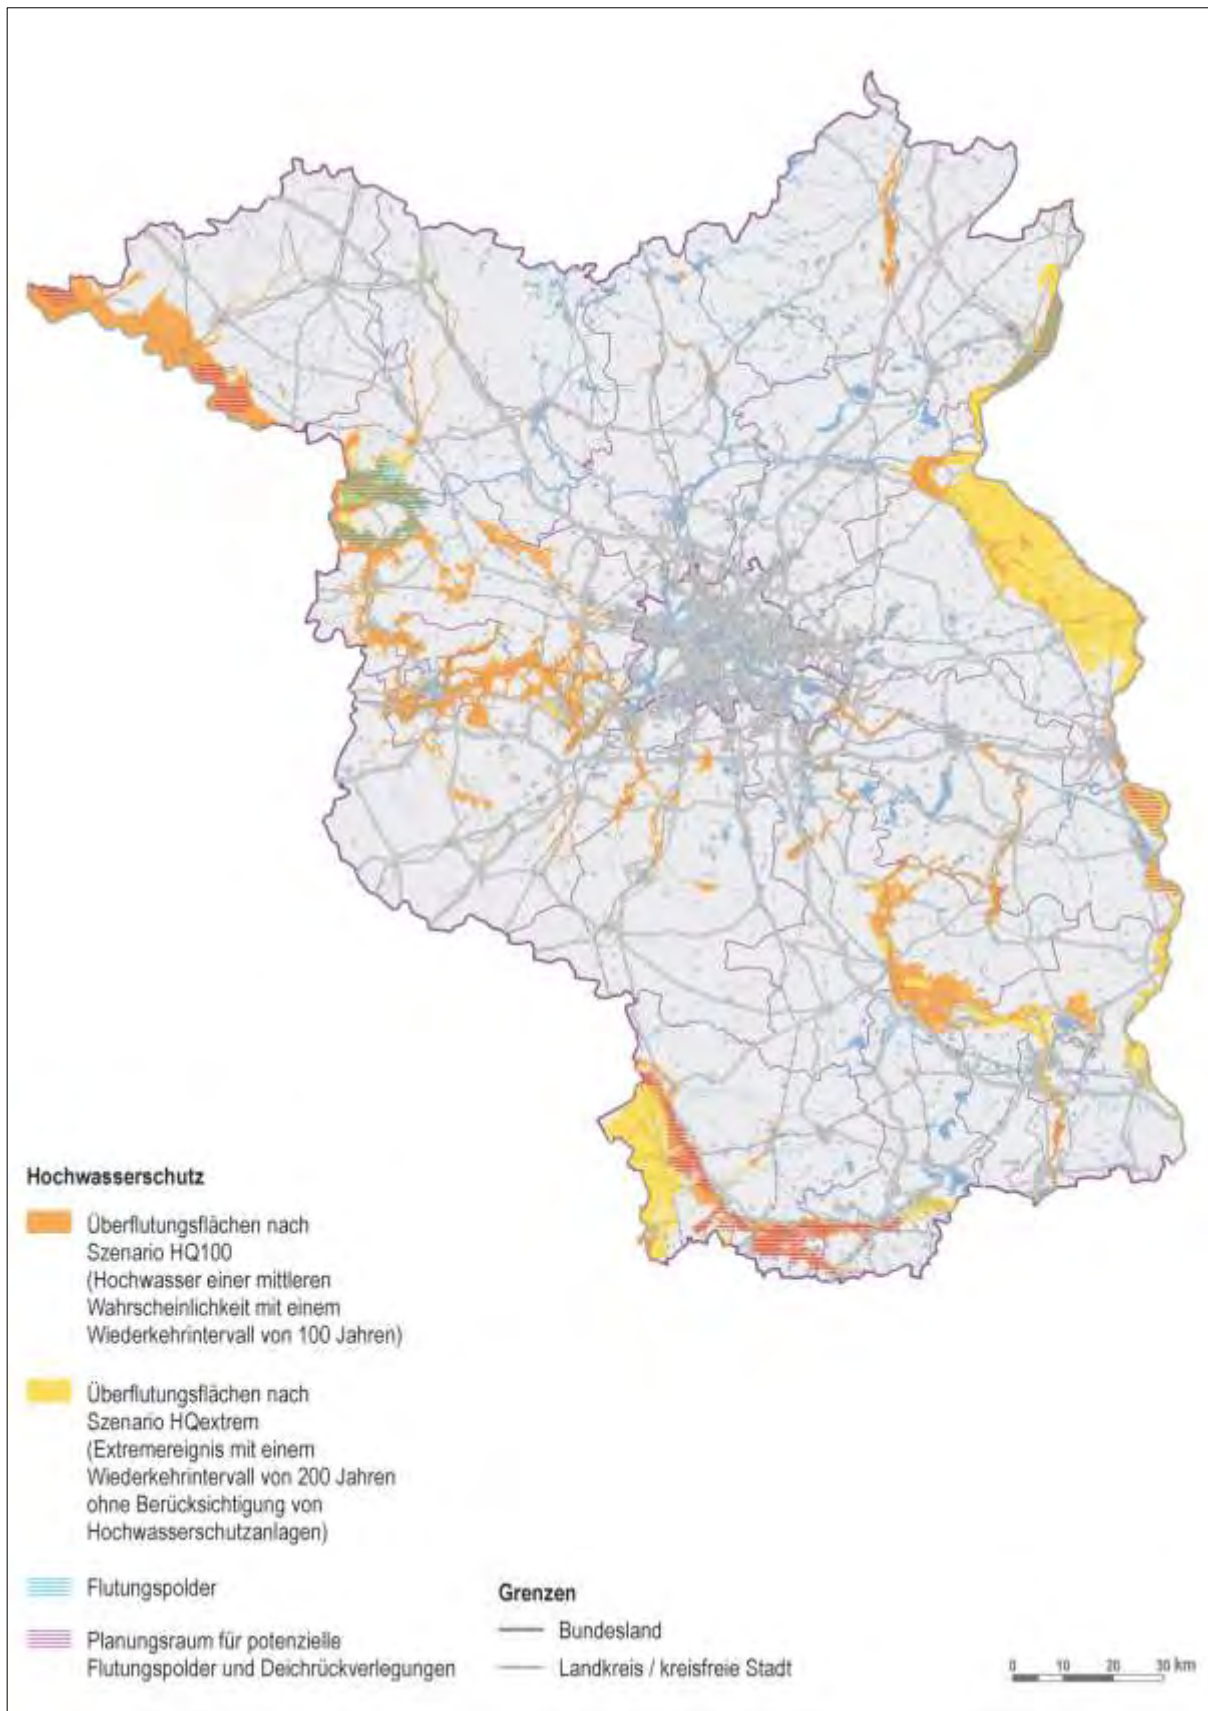 Hochwasserschutz
Überflutungsflächen nach
Szenario HQ100
(Hochwasser einer mittleren
Wahrscheinlichkeit mit einem
Wiederkehrintervall von 100 Jahren)
Überflutungsflächen nach
Szenario HQextrem
(Extremereignis mit einem
Wiederkehrintervall von 200 Jahren
ohne Berücksichtigung von
Hochwasserschutzanlagen)
Flutungspolder
Planungsraum für potenzielle
Flutungspolder und Deichrückverlegungen
Grenzen
Bundesland
Landkreis / kreisfreie Stadt
0 10 20 30 km